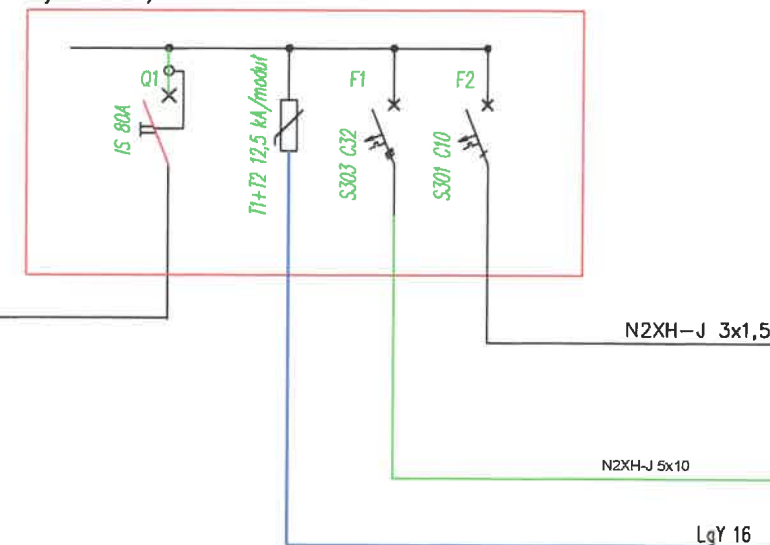 Q1
IS 80A
T1+T2 12,5 kA/moduł
F1
S303 C32
F2
S301 C10
N2XH-J 3x1,5
N2XH-J 5x10
LgY 16